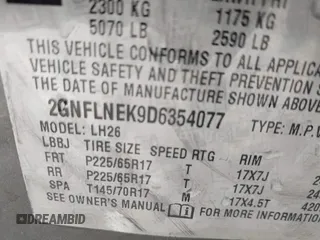 2300 KG 1175 KG
5070 LB 2590 LB
THIS VEHICLE CONFORMS TO ALL APPLICA
VEHICLE SAFETY AND THEFT PREVENTION S
THE DATE OF MANUFACTURE SHOWN ABOVE
2GNFLNEK9D6354077 TYPE: M.P.V
MODEL: LH26
LBBJ TIRE SIZE SPEED RTG RIM
FRT P225/65R17 T 17X7J
RR P225/65R17 T 17X7J
SPA T145/70R17 M 17X4.5T 420
SEE OWNER'S MANUAL FOR MORE INFOR
DREAMBID